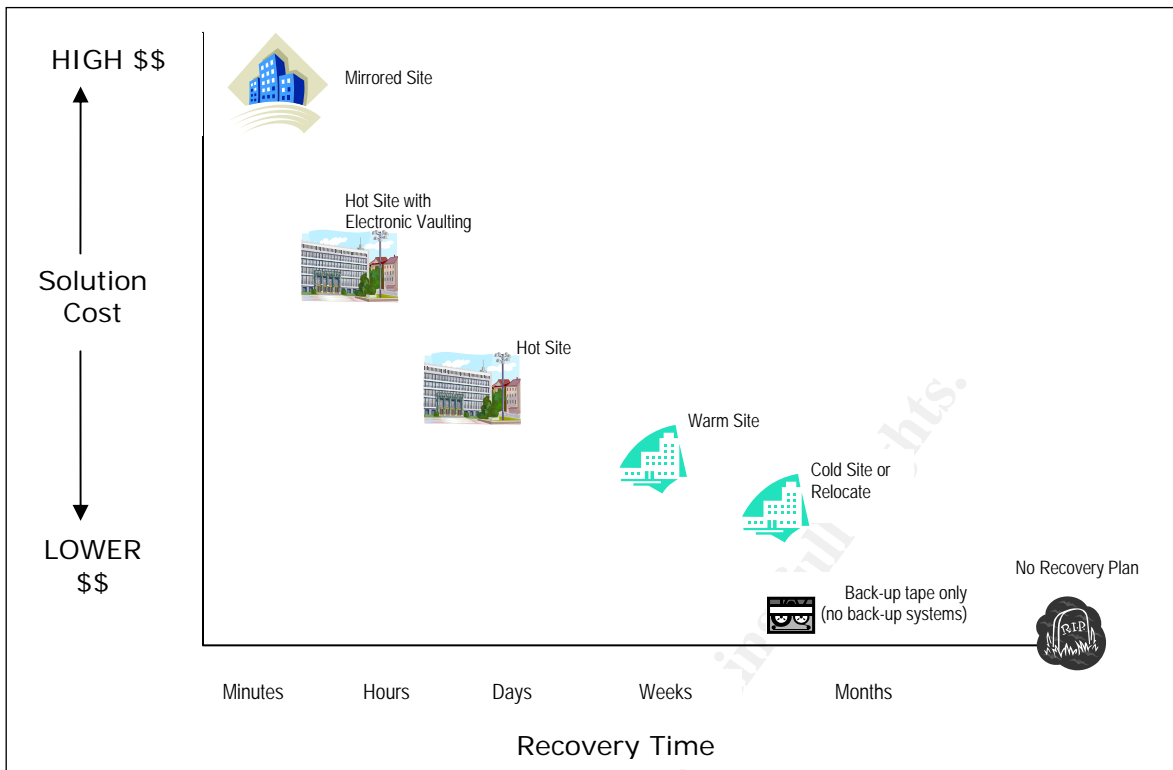 HIGH $$
Mirrored Site
Hot Site with
Electronic Vaulting
Solution
Cost
Hot Site
Warm Site
Cold Site or
Relocate
LOWER
$$
No Recovery Plan
Back-up tape only
(no back-up systems)
R.I.P
Minutes
Hours
Days
Weeks
Months
Recovery Time